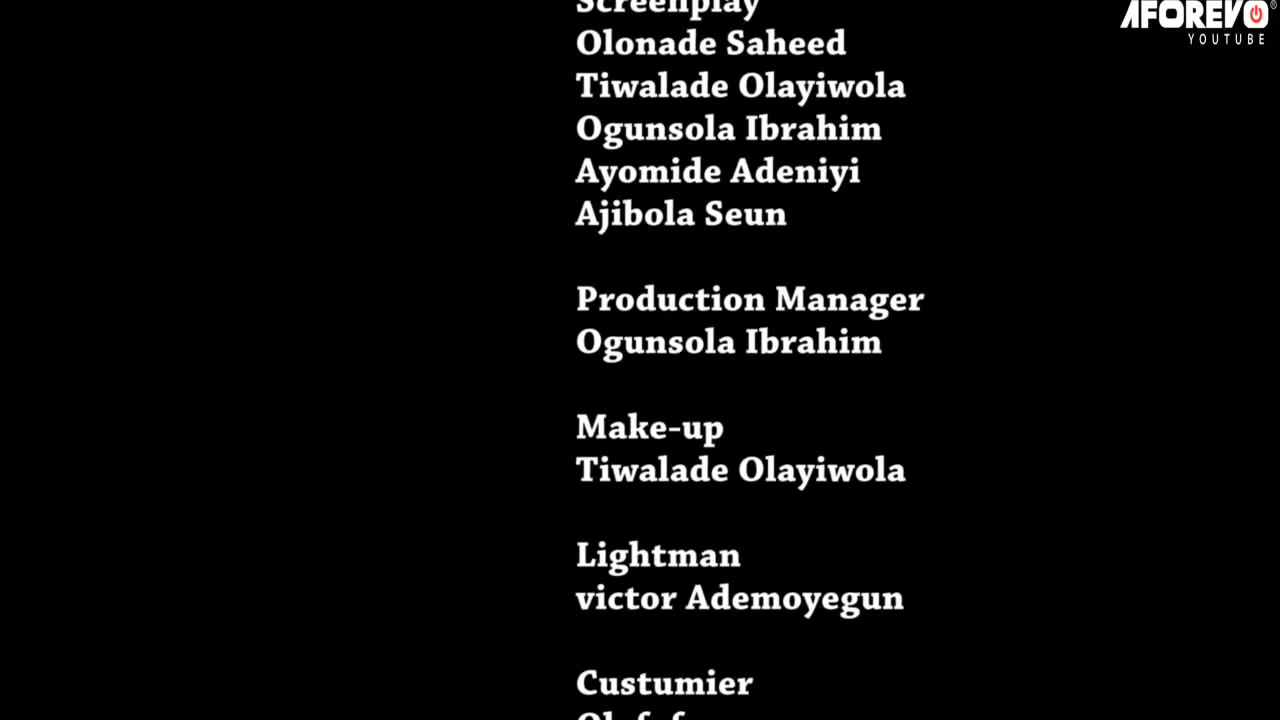 AFOREVO
YOUTUBE
Screenplay
Olonade Saheed
Tiwalade Olayiwola
Ogunsola Ibrahim
Ayomide Adeniyi
Ajibola Seun
Production Manager
Ogunsola Ibrahim
Make-up
Tiwalade Olayiwola
Lightman
victor Ademoyegun
Custumier